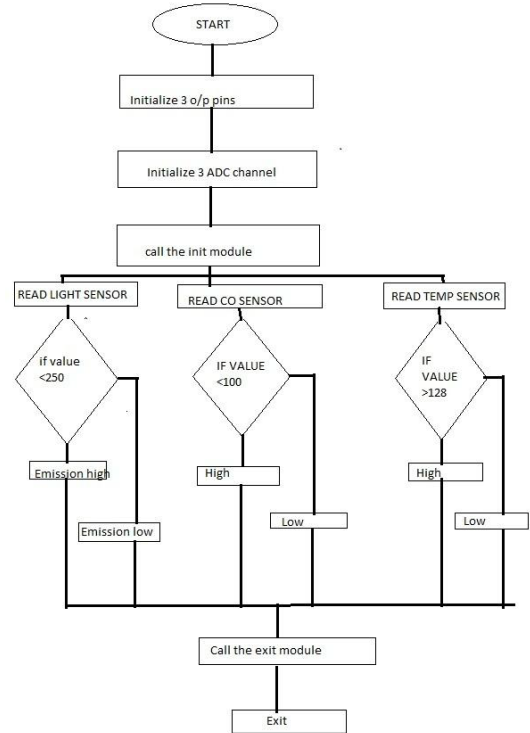 START
Initialize 3 o/p pins
Initialize 3 ADC channel
call the init module
READ LIGHT SENSOR
READ CO SENSOR
READ TEMP SENSOR
if value
<250
IF VALUE
<100
IF
VALUE
>128
Emission high
High
High
Emission low
Low
Low
Call the exit module
Exit